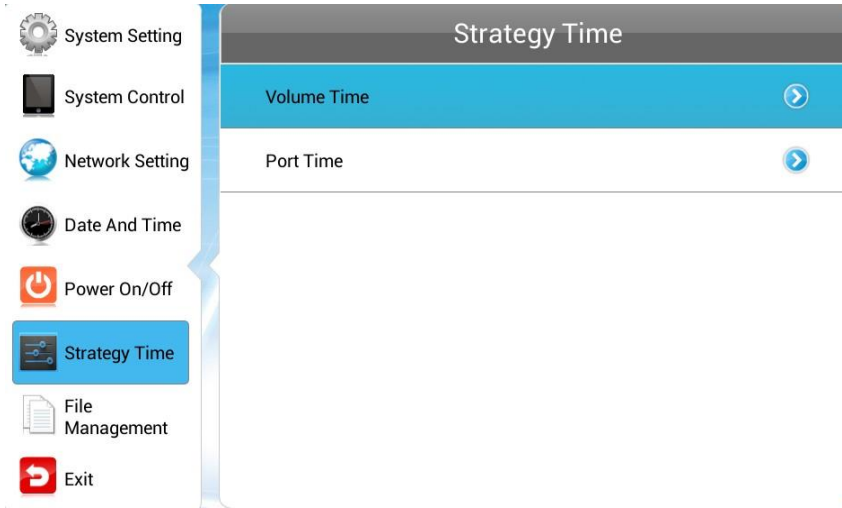 System Setting
System Control
Network Setting
Date And Time
Power On/Off
Strategy Time
File
Management
Exit
Strategy Time
Volume Time
Port Time